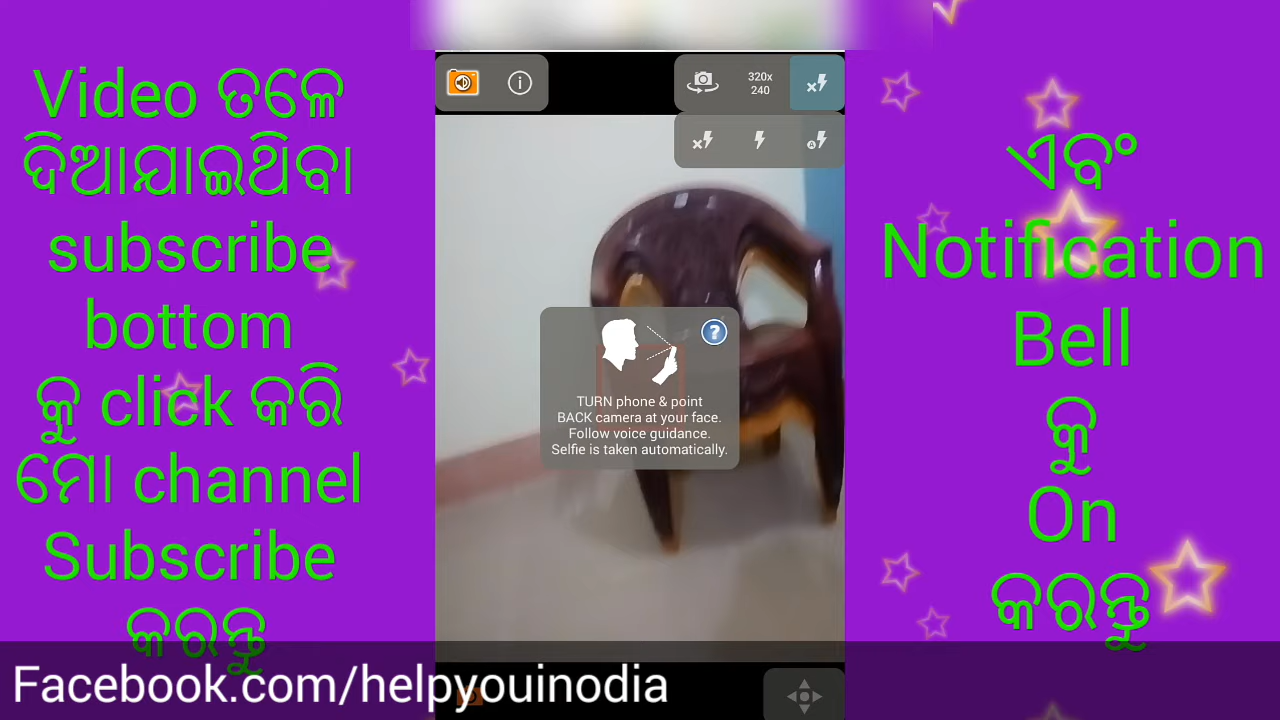 Video ତଳେ
ଦିଆଯାଇଥିବା
subscribe
bottom
କୁ click କରି
ମୋ channel
Subscribe
କରନ୍ତୁ
320x
240
TURN phone & point
BACK camera at your face.
Follow voice guidance.
Selfie is taken automatically.
ଏବଂ
Notification
Bell
କୁ
On
କରନ୍ତୁ
Facebook.com/helpyouinodia